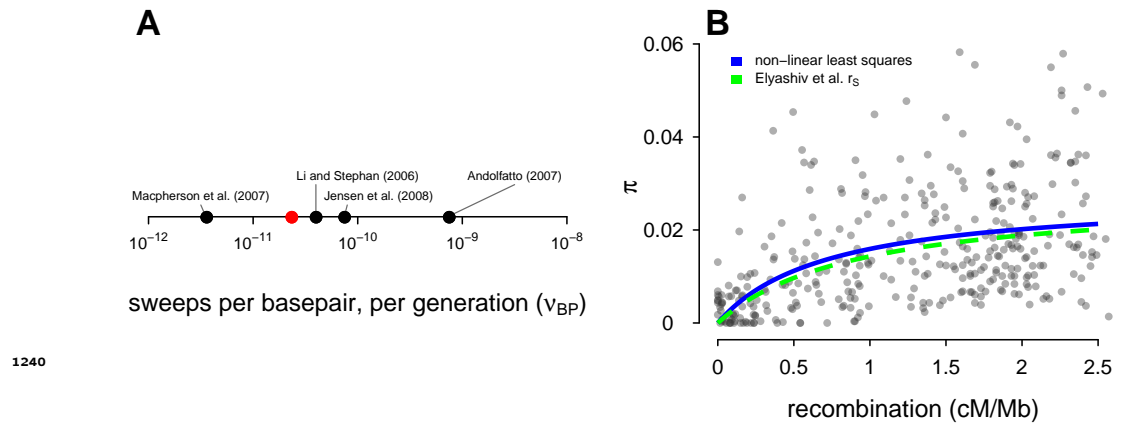 A
Li and Stephan (2006)
Andolfatto (2007)
Macpherson et al. (2007)
Jensen et al. (2008)
10⁻¹²
10⁻¹¹
10⁻¹⁰
10⁻⁹
10⁻⁸
sweeps per basepair, per generation (νBP)
1240
B
non−linear least squares
Elyashiv et al. rS
0.06
0.04
0.02
0
π
0
0.5
1
1.5
2
2.5
recombination (cM/Mb)